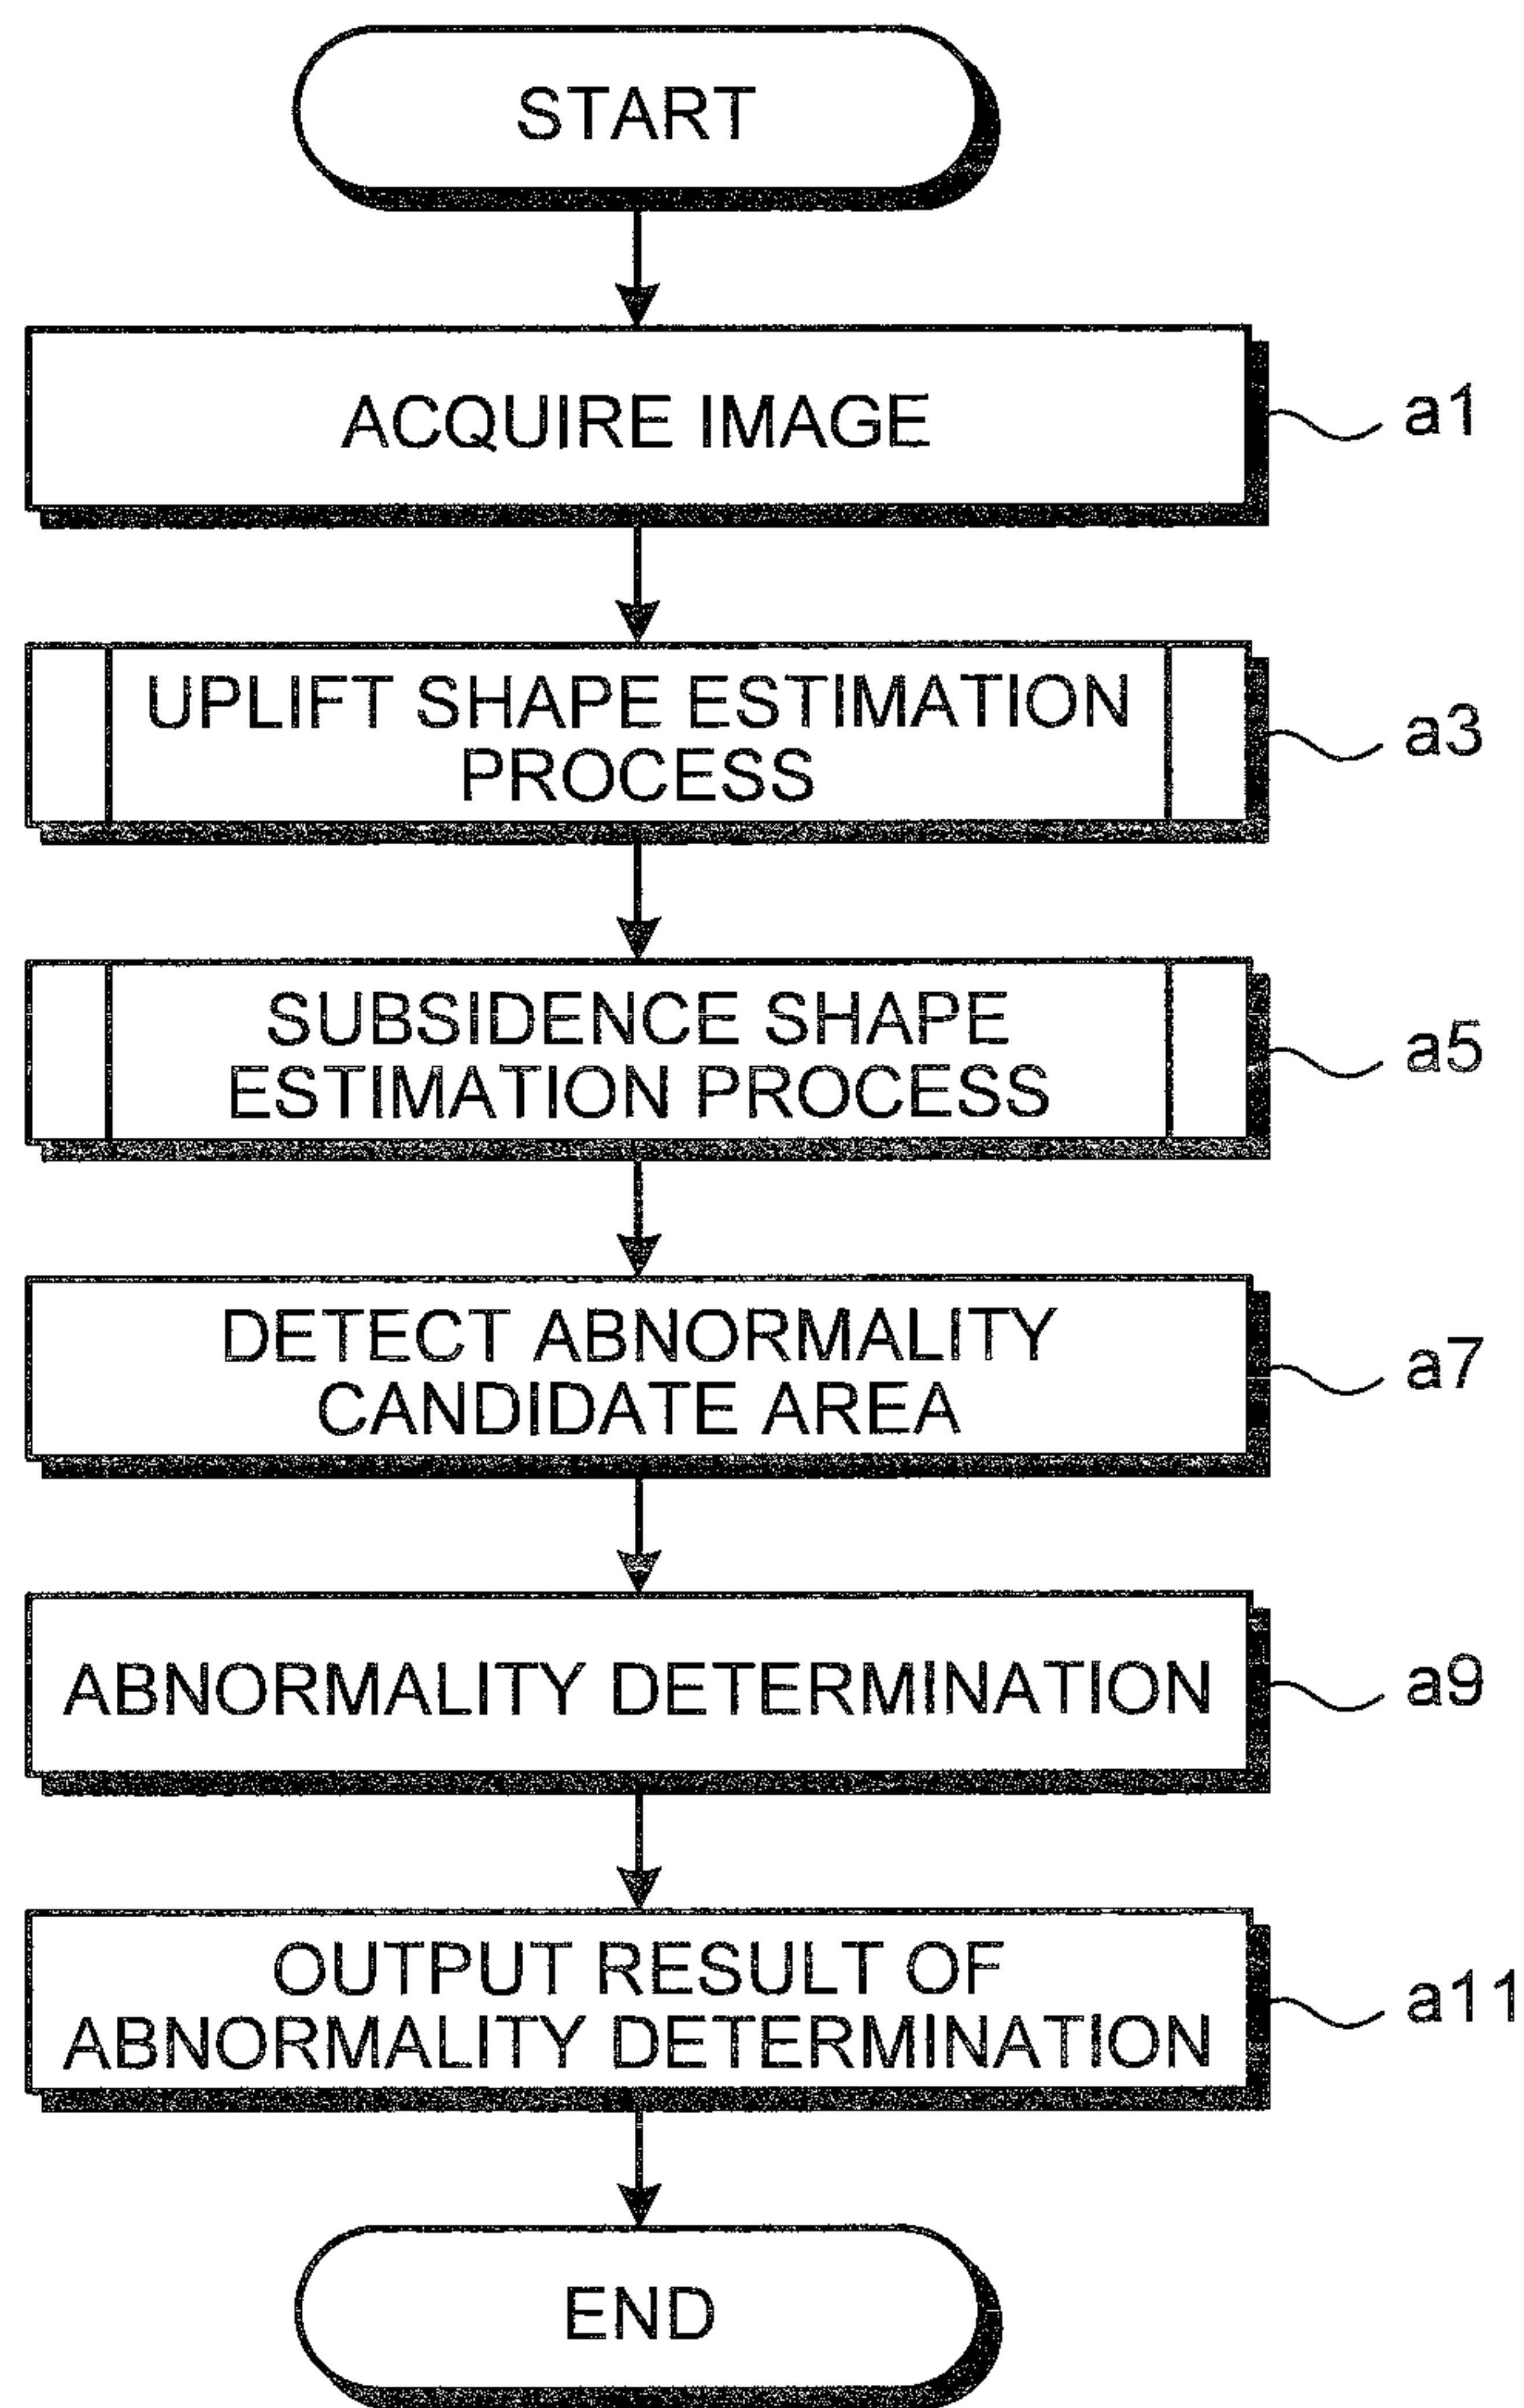 START
ACQUIRE IMAGE
a1
UPLIFT SHAPE ESTIMATION
PROCESS
a3
SUBSIDENCE SHAPE
ESTIMATION PROCESS
a5
DETECT ABNORMALITY
CANDIDATE AREA
a7
ABNORMALITY DETERMINATION
a9
OUTPUT RESULT OF
ABNORMALITY DETERMINATION
a11
END